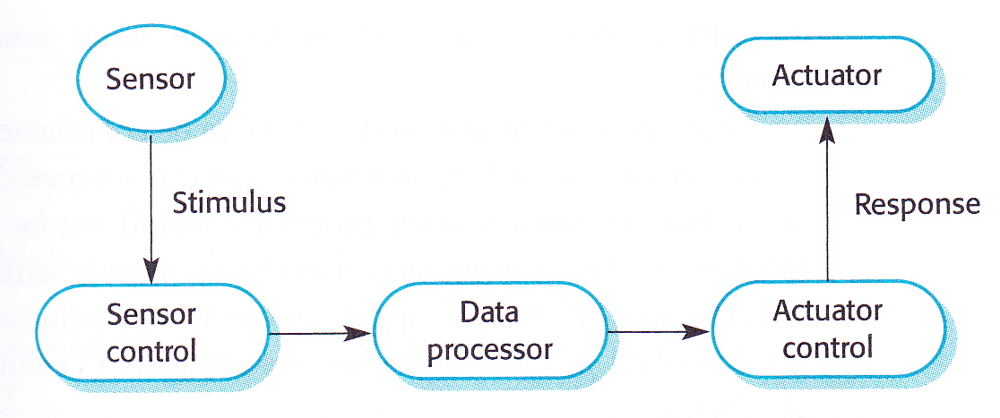 Sensor
Actuator
Stimulus
Response
Sensor
control
Data
processor
Actuator
control